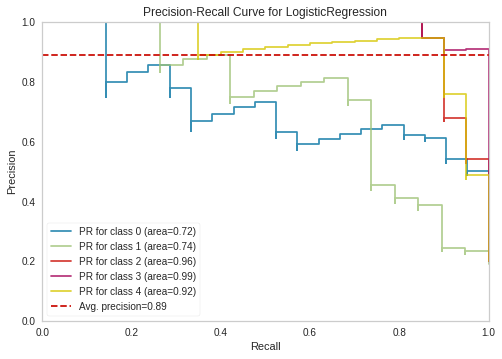 Precision-Recall Curve for LogisticRegression
1.0
0.8
0.6
0.4
0.2
0.0
Precision
PR for class 0 (area=0.72)
PR for class 1 (area=0.74)
PR for class 2 (area=0.96)
PR for class 3 (area=0.99)
PR for class 4 (area=0.92)
Avg. precision=0.89
0.0 0.2 0.4 0.6 0.8 1.0
Recall